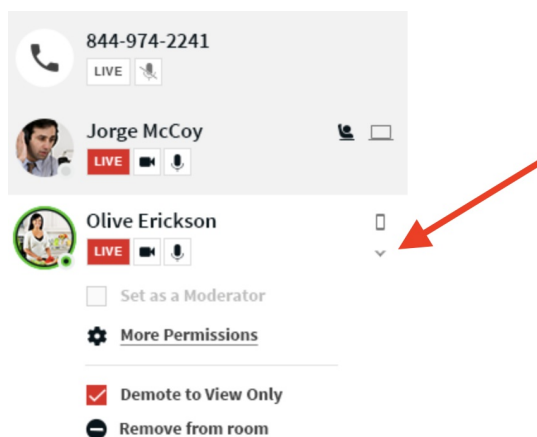 844-974-2241
LIVE
Jorge McCoy
LIVE
Olive Erickson
LIVE
Set as a Moderator
More Permissions
Demote to View Only
Remove from room